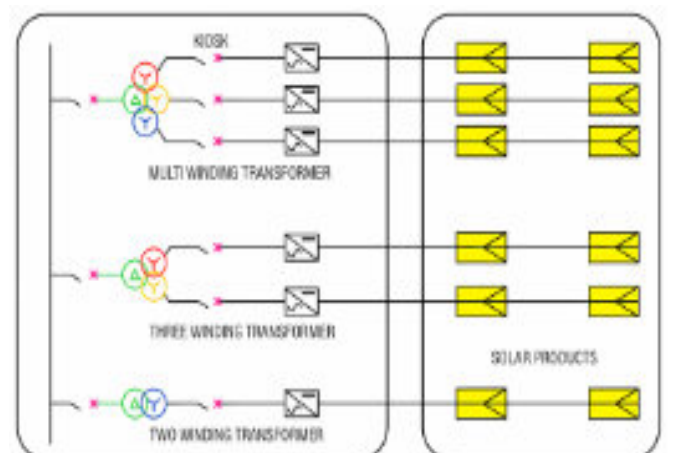 KIOSK
MULTI WINDING TRANSFORMER
THREE WINDING TRANSFORMER
SOLAR PRODUCTS
TWO WINDING TRANSFORMER